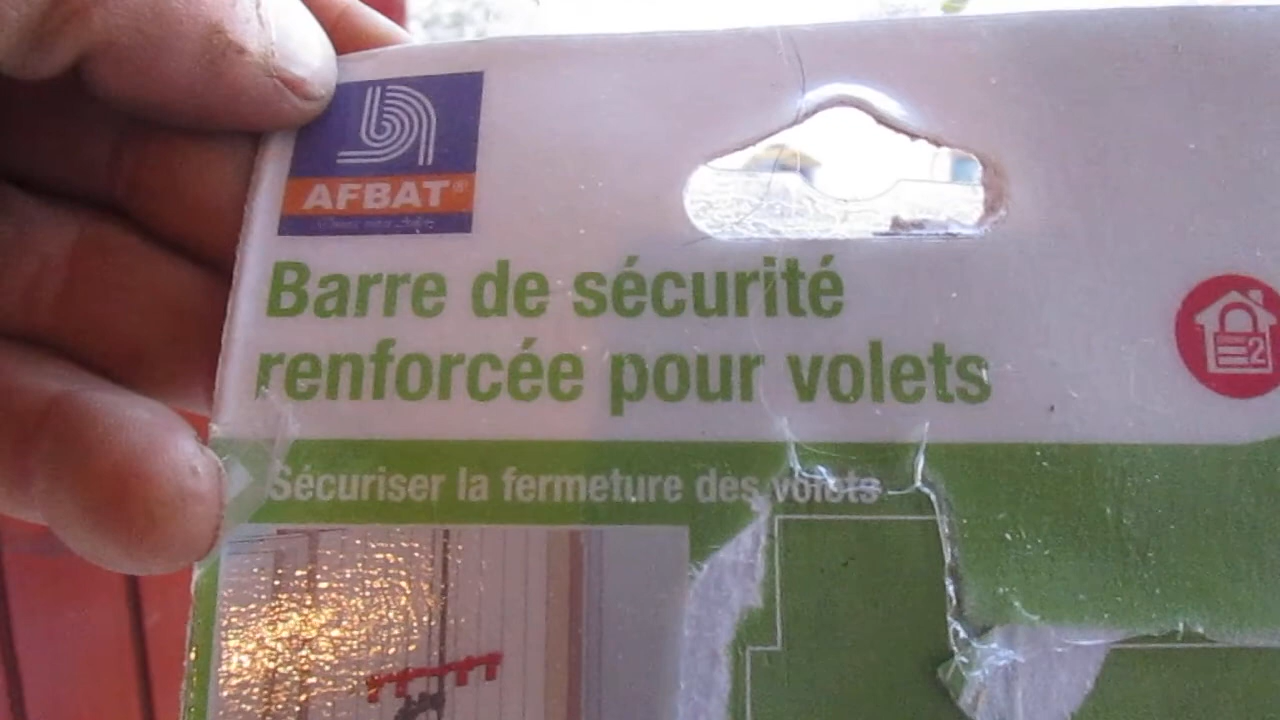 AFBAT®
Barre de sécurité
renforcée pour volets
2
Sécuriser la fermeture des volets